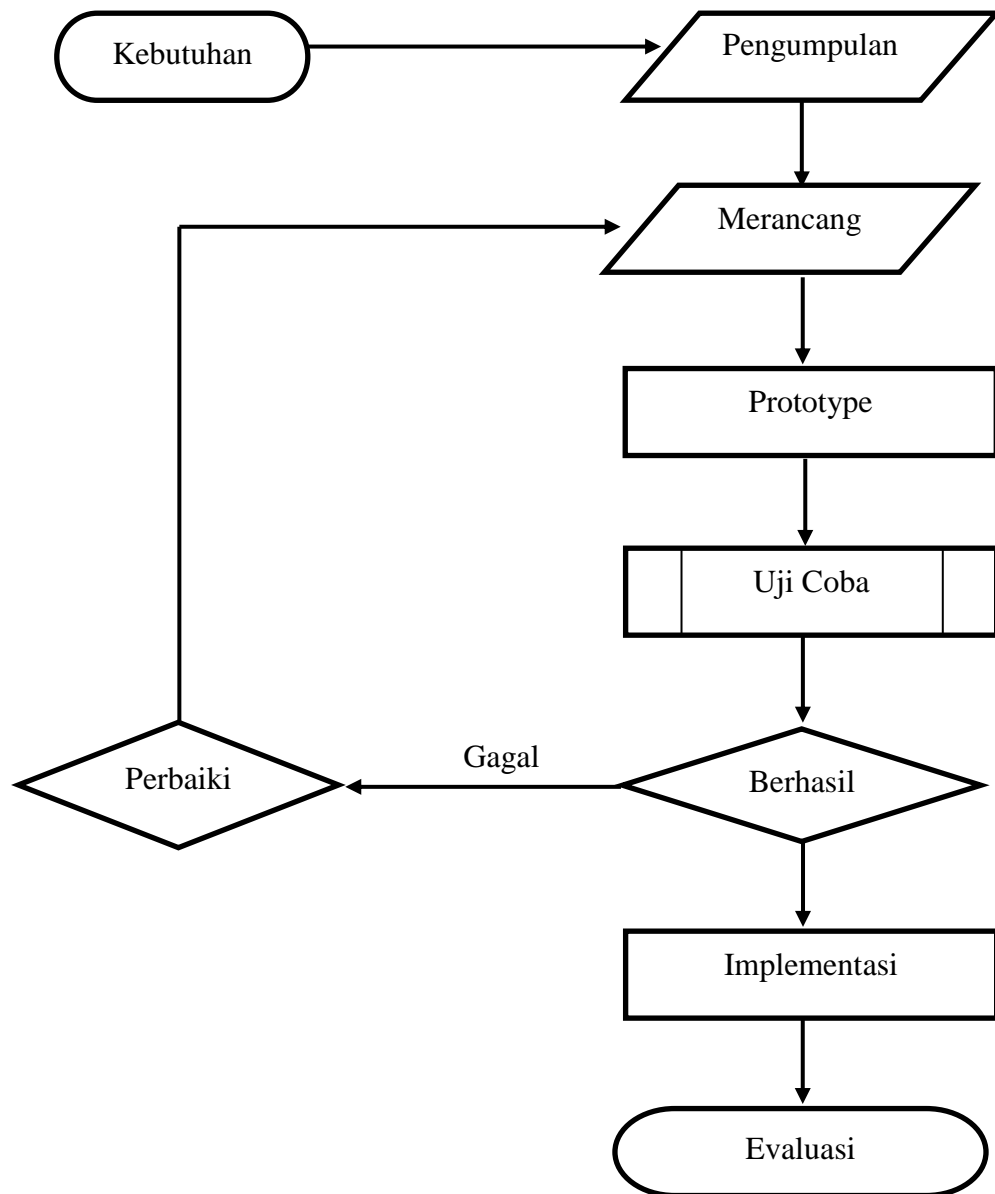 Kebutuhan
Pengumpulan
Merancang
Prototype
Uji Coba
Perbaiki
Gagal
Berhasil
Implementasi
Evaluasi